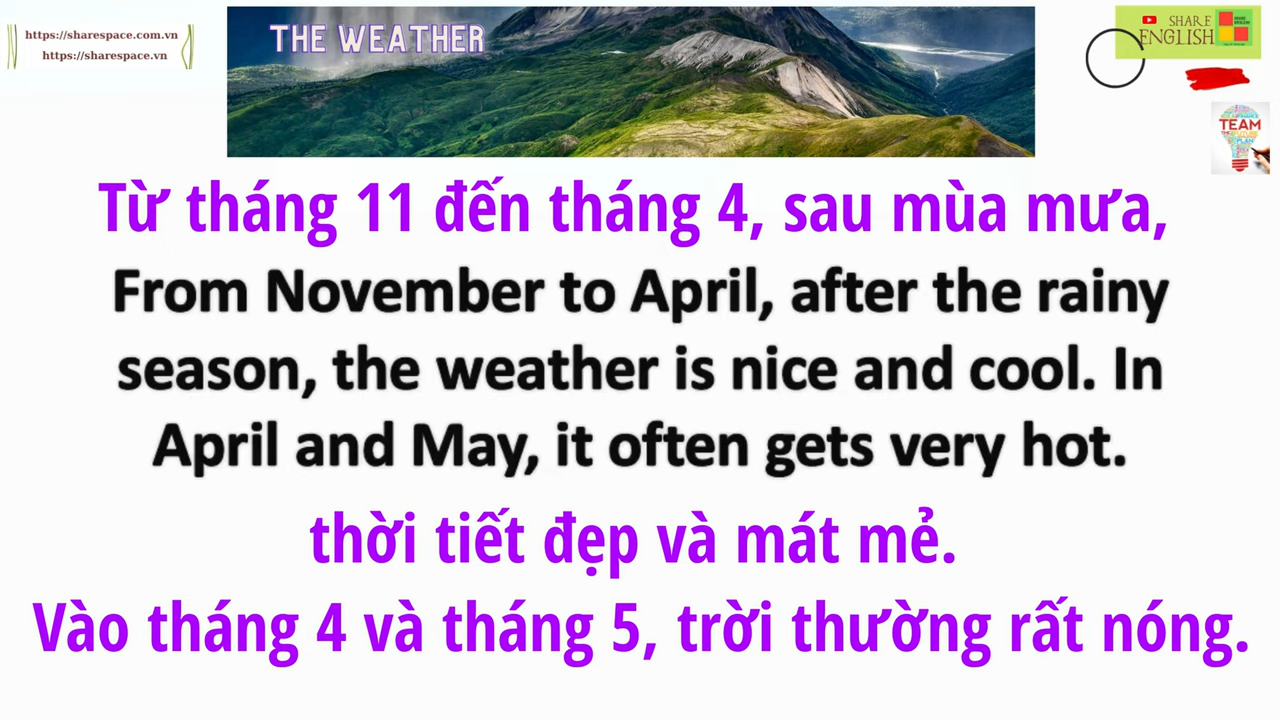 https://sharespace.com.vn
https://sharespace.vn
THE WEATHER
SHARE
ENGLISH
TEAM
PLAN
Từ tháng 11 đến tháng 4, sau mùa mưa,
From November to April, after the rainy
season, the weather is nice and cool. In
April and May, it often gets very hot.
thời tiết đẹp và mát mẻ.
Vào tháng 4 và tháng 5, trời thường rất nóng.